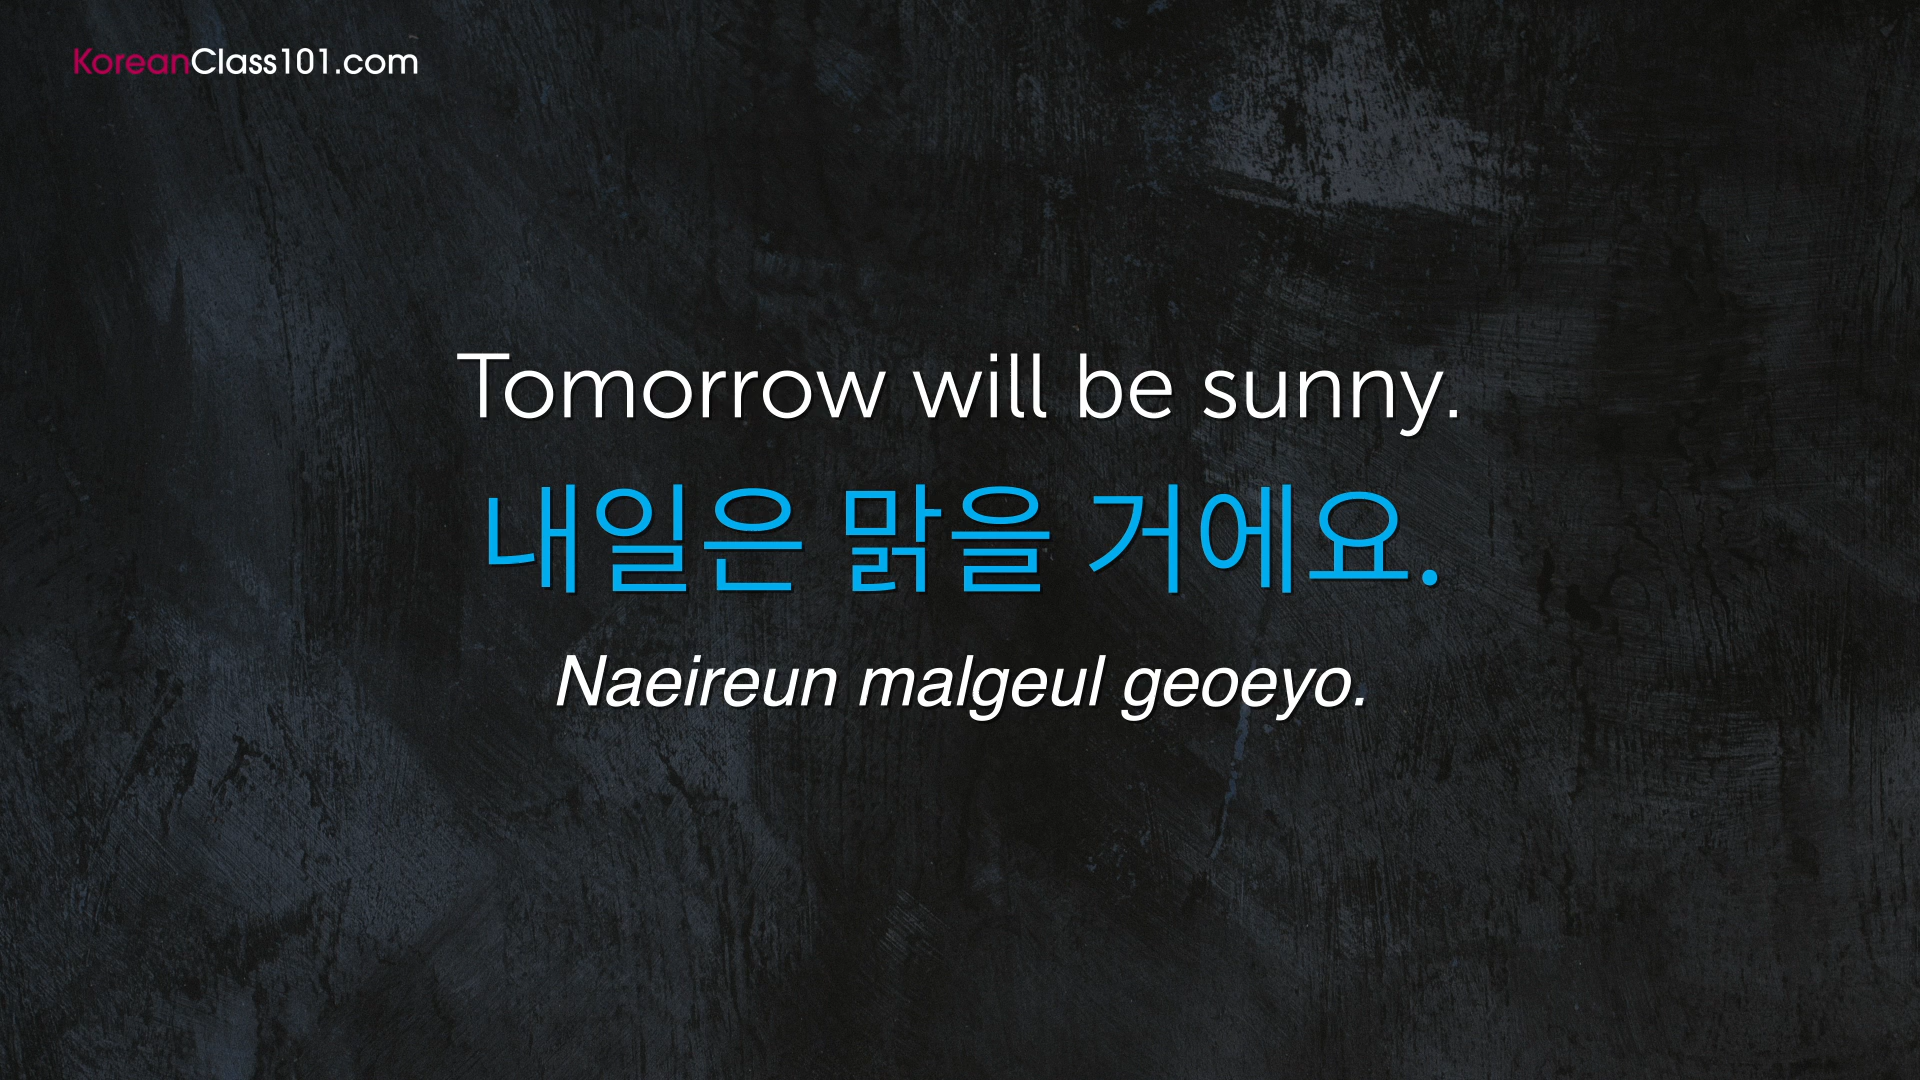 KoreanClass101.com
Tomorrow will be sunny.
내일은 맑을 거에요.
Naeireun malgeul geoeyo.